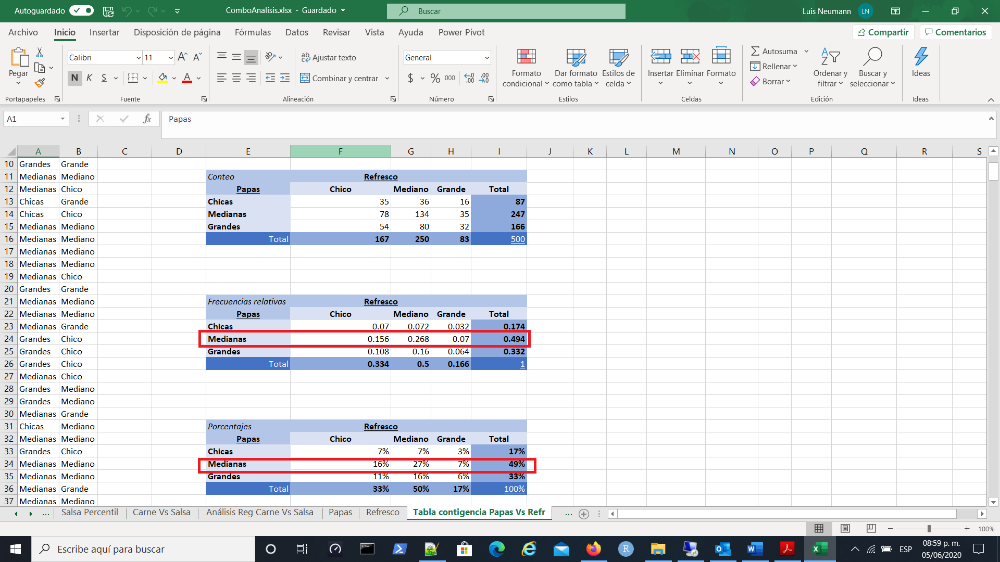 Autoguardado
ComboAnalisis.xlsx - Guardado
Buscar
Luis Neumann LN
Archivo Inicio Insertar Disposición de página Fórmulas Datos Revisar Vista Ayuda Power Pivot Compartir Comentarios
Pegar
Portapapeles
Calibri 11
N K S
Fuente
Ajustar texto
Combinar y centrar
Alineación
General
$ % 000
Número
Formato condicional
Dar formato como tabla
Estilos de celda
Estilos
Insertar Eliminar Formato
Celdas
Autosuma
Rellenar
Borrar
Ordenar y filtrar
Buscar y seleccionar
Edición
Ideas
Ideas
A1 fx Papas
A B C D E F G H I J K L M N O P Q R S
10 Grandes Grande
11 Medianas Mediano Conteo Refresco
12 Medianas Chico Papas Chico Mediano Grande Total
13 Chicas Grande Chicas 35 36 16 87
14 Chicas Chico Medianas 78 134 35 247
15 Medianas Mediano Grandes 54 80 32 166
16 Medianas Mediano Total 167 250 83 500
17 Medianas Mediano
18 Medianas Mediano
19 Medianas Chico
20 Grandes Grande
21 Medianas Mediano Frecuencias relativas Refresco
22 Medianas Mediano Papas Chico Mediano Grande Total
23 Medianas Grande Chicas 0.07 0.072 0.032 0.174
24 Grandes Chico Medianas 0.156 0.268 0.07 0.494
25 Grandes Chico Grandes 0.108 0.16 0.064 0.332
26 Grandes Chico Total 0.334 0.5 0.166 1
27 Medianas Chico
28 Grandes Mediano
29 Grandes Mediano
30 Medianas Grande
31 Chicas Mediano Porcentajes Refresco
32 Medianas Mediano Papas Chico Mediano Grande Total
33 Grandes Chico Chicas 7% 7% 3% 17%
34 Medianas Mediano Medianas 16% 27% 7% 49%
35 Medianas Mediano Grandes 11% 16% 6% 33%
36 Medianas Grande Total 33% 50% 17% 100%
37 Medianas Mediano
... Salsa Percentil Carne Vs Salsa Análisis Reg Carne Vs Salsa Papas Refresco Tabla contigencia Papas Vs Refr ...
100%
Escribe aquí para buscar
ESP
08:59 p. m.
05/06/2020